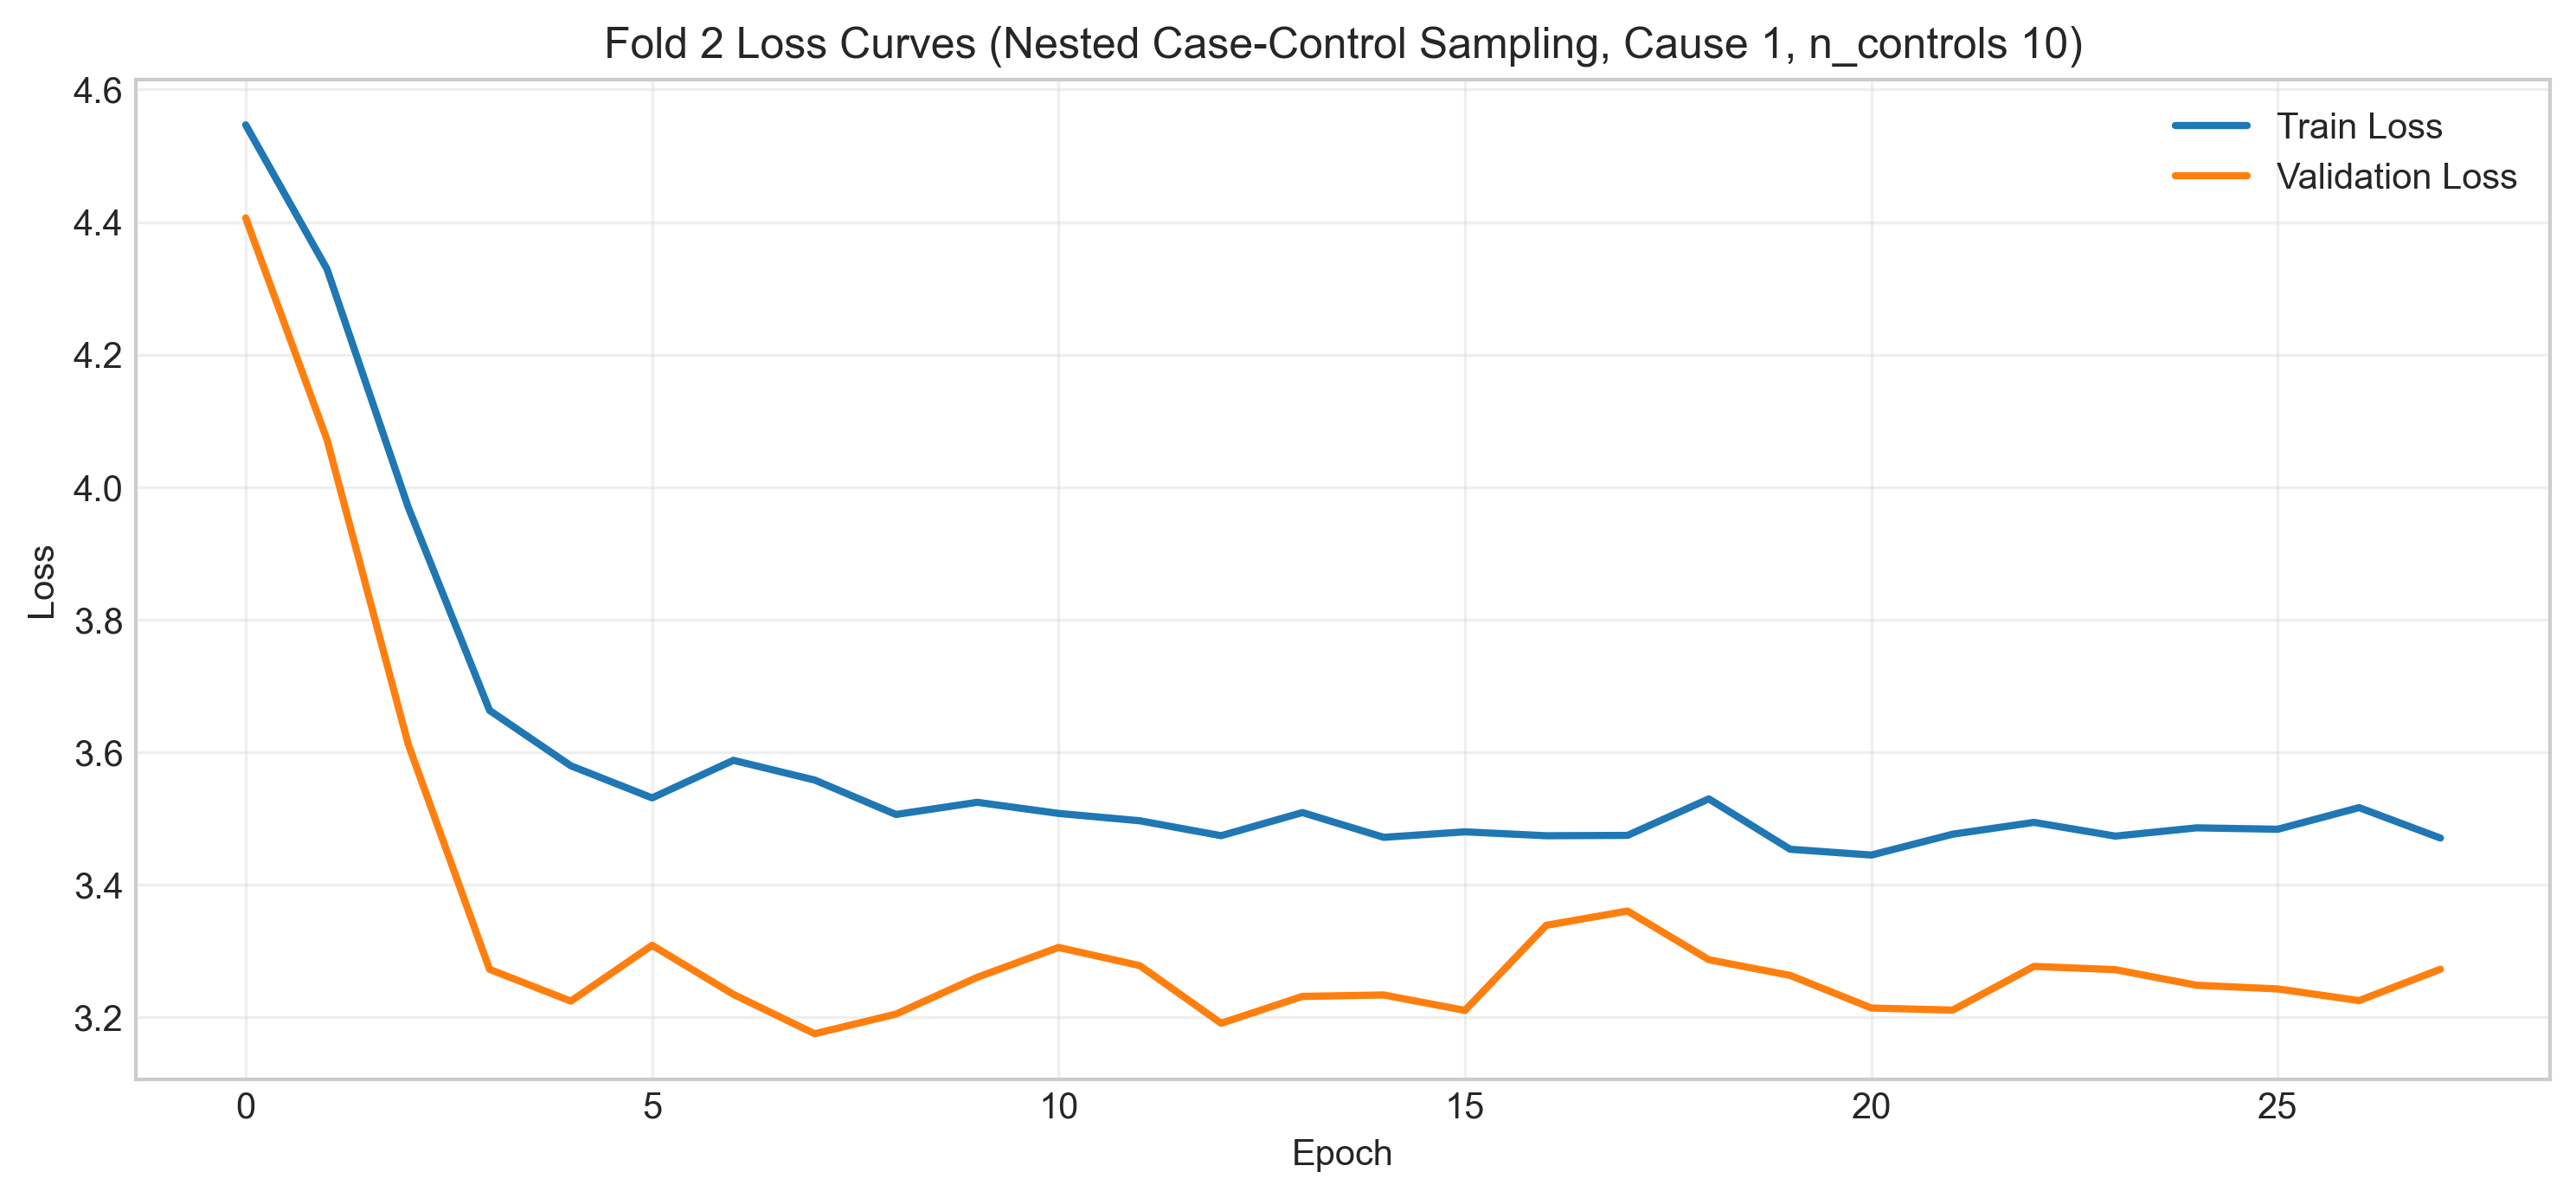 Fold 2 Loss Curves (Nested Case-Control Sampling, Cause 1, n_controls 10)
Train Loss
Validation Loss
4.6
4.4
4.2
4.0
3.8
3.6
3.4
3.2
Loss
0 5 10 15 20 25
Epoch